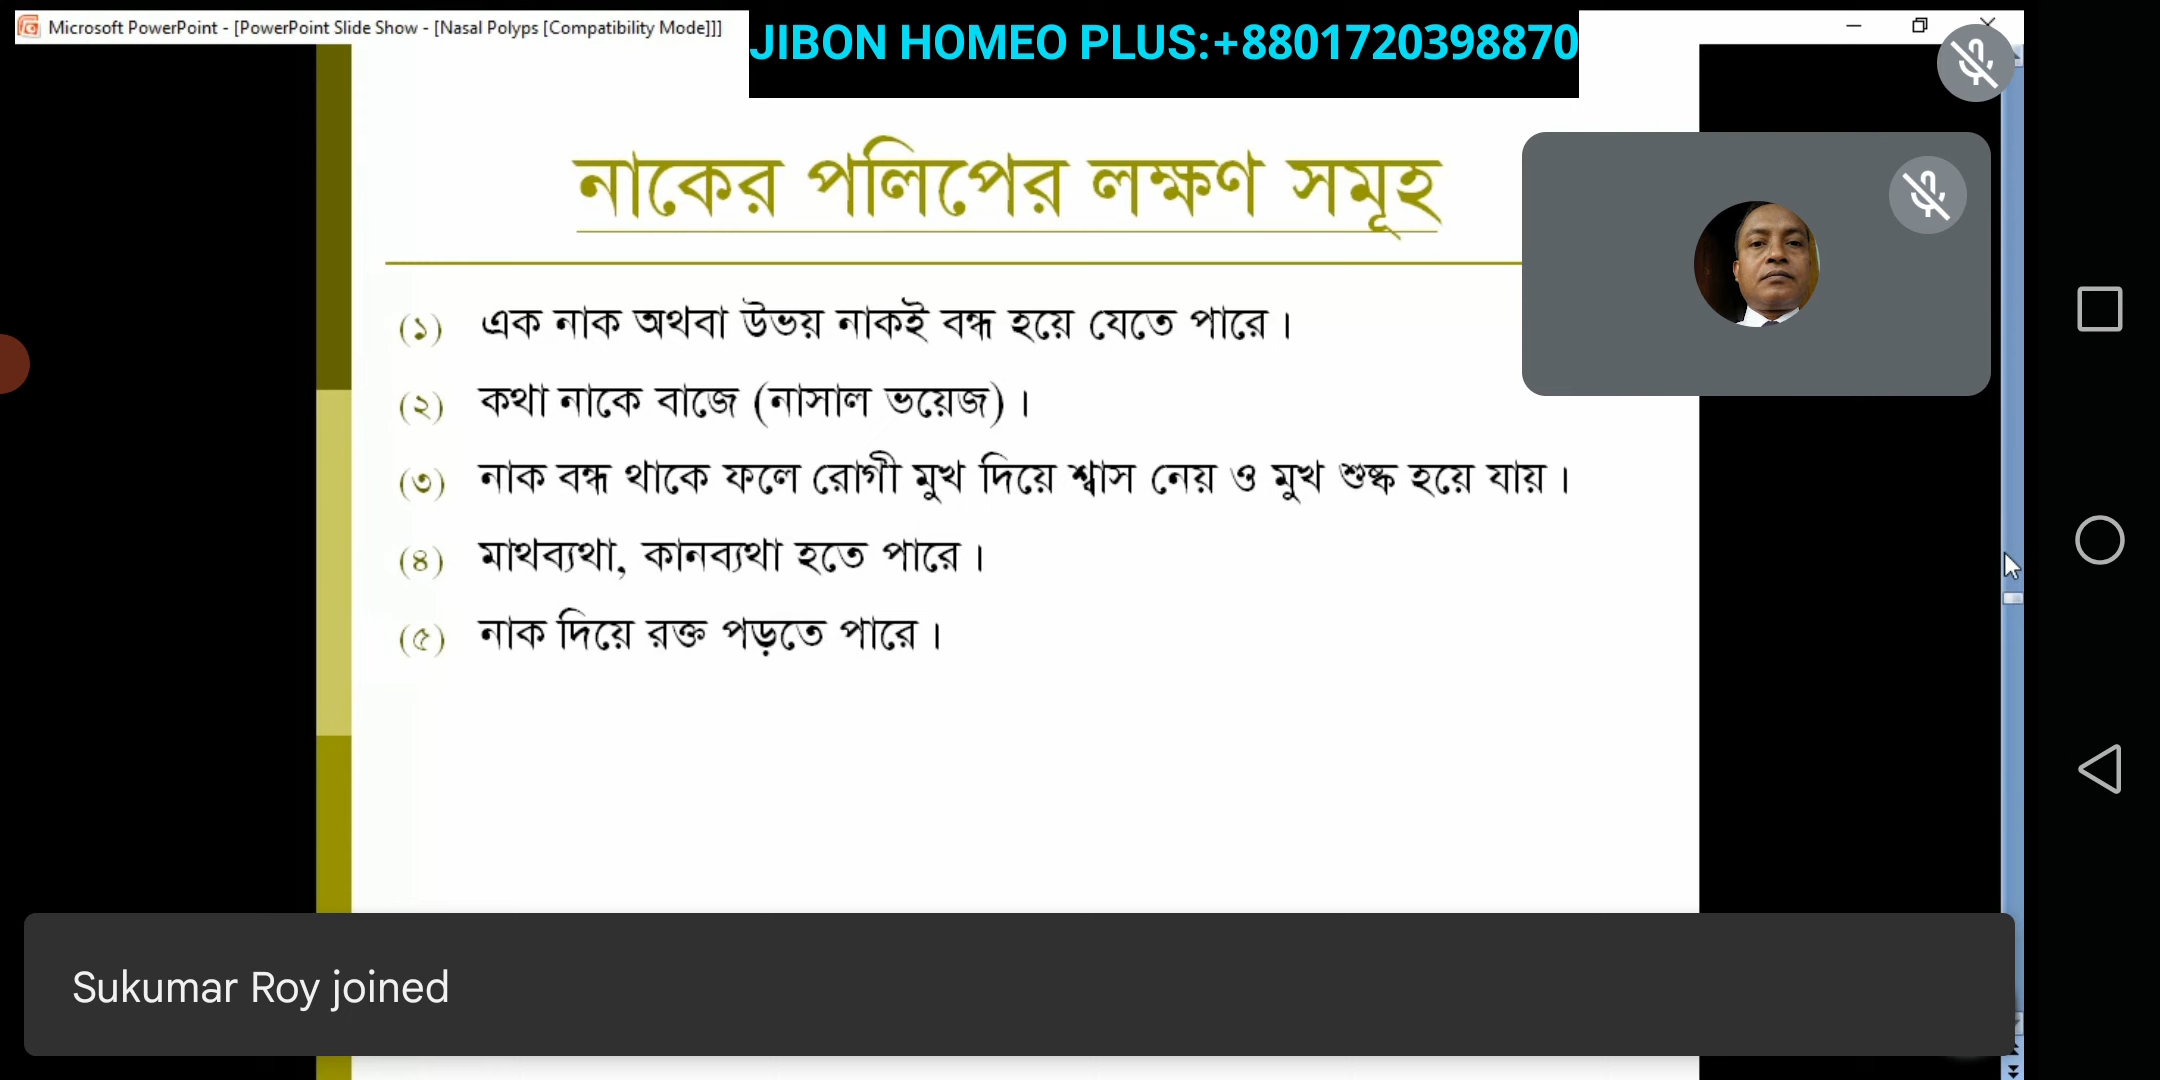 Microsoft PowerPoint - [PowerPoint Slide Show - [Nasal Polyps [Compatibility Mode]]]
JIBON HOMEO PLUS:+8801720398870
নাকের পলিপের লক্ষণ সমূহ
(১) এক নাক অথবা উভয় নাকই বন্ধ হয়ে যেতে পারে।
(২) কথা নাকে বাজে (নাসাল ভয়েজ)।
(৩) নাক বন্ধ থাকে ফলে রোগী মুখ দিয়ে শ্বাস নেয় ও মুখ শুষ্ক হয়ে যায়।
(৪) মাথব্যথা, কানব্যথা হতে পারে।
(৫) নাক দিয়ে রক্ত পড়তে পারে।
Sukumar Roy joined